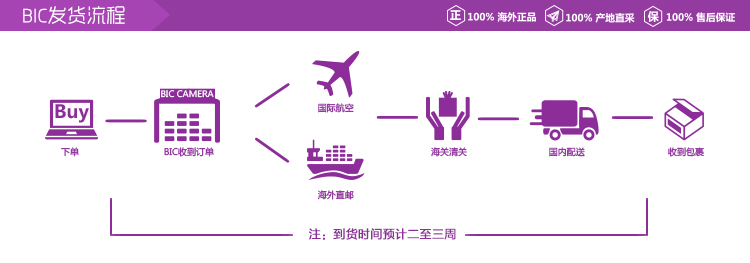 BIC发货流程
正 100% 海外正品
100% 产地直采
保 100% 售后保证
Buy
下单
BIC CAMERA
BIC收到订单
国际航空
海外直邮
海关清关
国内配送
收到包裹
注：到货时间预计二至三周